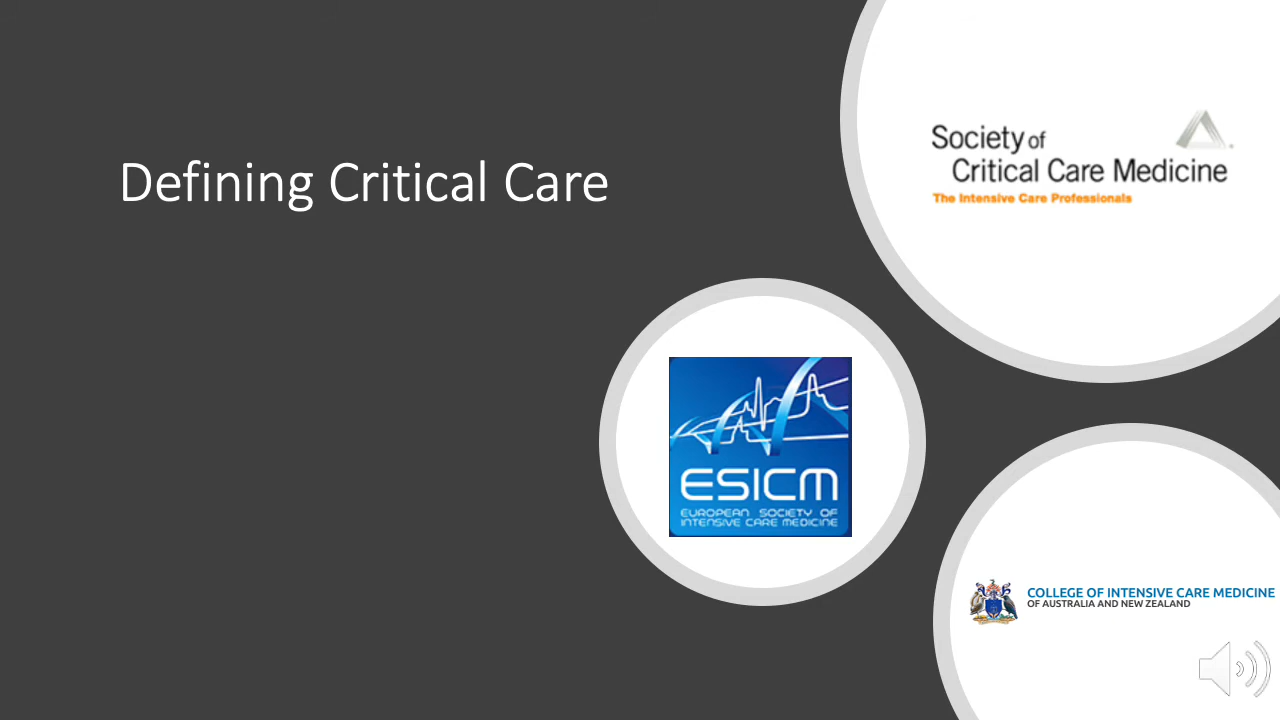 Defining Critical Care
Society of
Critical Care Medicine
The Intensive Care Professionals
ESICM
EUROPEAN SOCIETY OF
INTENSIVE CARE MEDICINE
COLLEGE OF INTENSIVE CARE MEDICINE
OF AUSTRALIA AND NEW ZEALAND